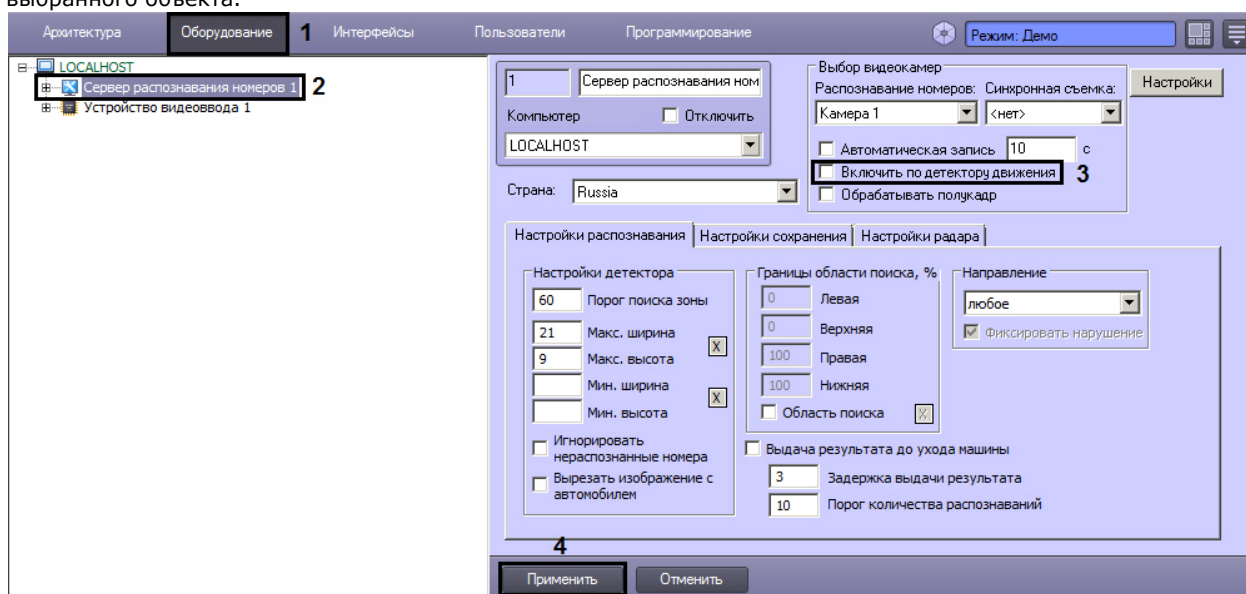 выбранного объекта.
Архитектура Оборудование 1 Интерфейсы Пользователи Программирование Режим: Демо
LOCALHOST
Сервер распознавания номеров 1 2
Устройство видеоввода 1
1 Сервер распознавания ном
Компьютер Отключить
LOCALHOST
Страна: Russia
Выбор видеокамер
Распознавание номеров: Синхронная съемка:
Камера 1 <нет>
Автоматическая запись 10 с
Включить по детектору движения 3
Обрабатывать полукадр
Настройки
Настройки распознавания Настройки сохранения Настройки радара
Настройки детектора
60 Порог поиска зоны
21 Макс. ширина
9 Макс. высота
X
Мин. ширина
Мин. высота
X
Игнорировать
нераспознанные номера
Вырезать изображение с
автомобилем
Границы области поиска, %
0 Левая
0 Верхняя
100 Правая
100 Нижняя
Область поиска X
Направление
любое
Фиксировать нарушение
Выдача результата до ухода машины
3 Задержка выдачи результата
10 Порог количества распознаваний
4
Применить Отменить